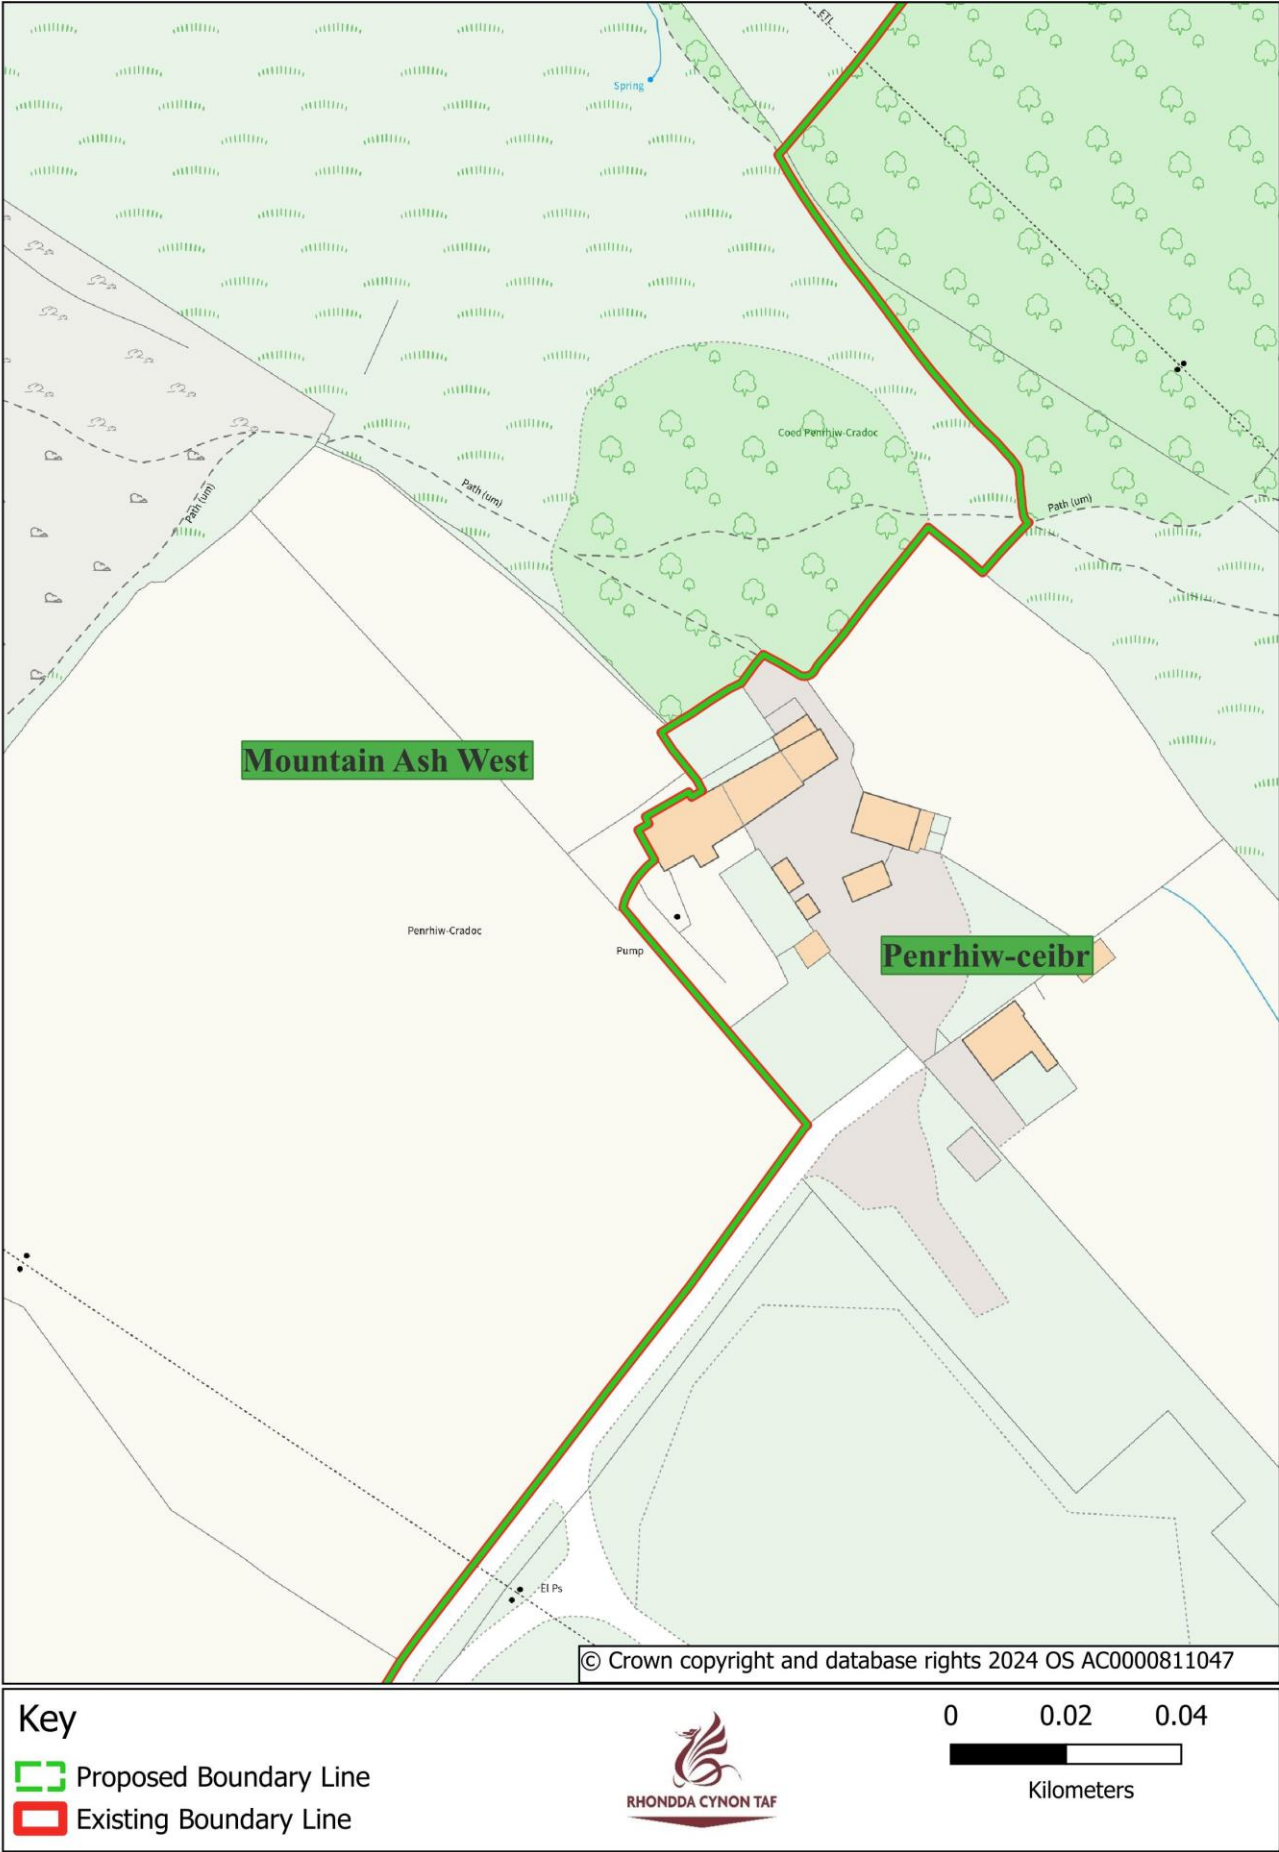 ETL
Spring
Coed Penrhiw-Cradoc
Path (um)
Path (um)
Path (um)
Mountain Ash West
Penrhiw-Cradoc
Pump
Penrhiw-ceibr
El Ps
© Crown copyright and database rights 2024 OS AC0000811047
Key
Proposed Boundary Line
Existing Boundary Line
RHONDDA CYNON TAF
0 0.02 0.04
Kilometers